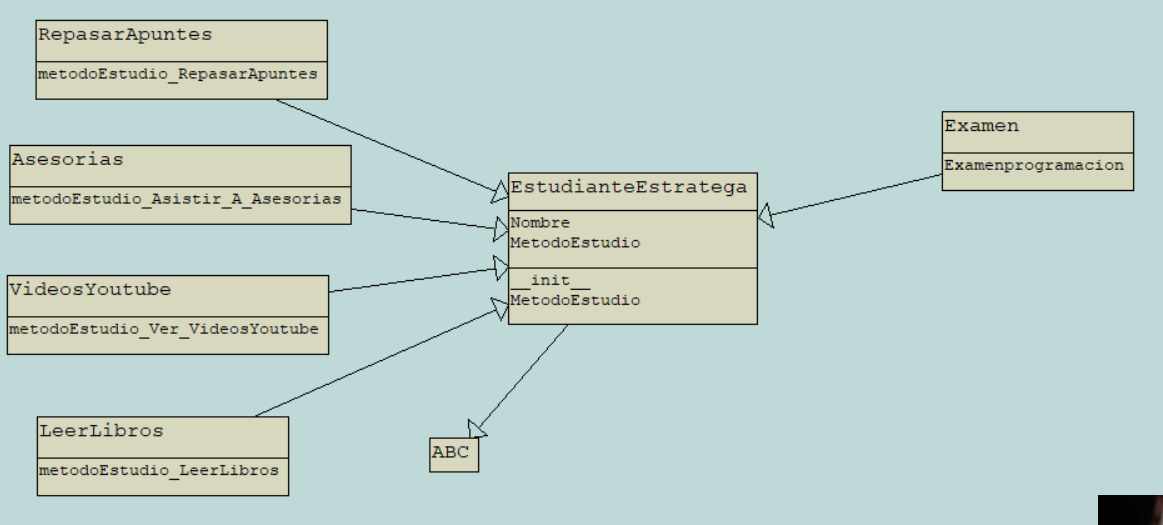 RepasarApuntes
metodoEstudio_RepasarApuntes
Asesorias
metodoEstudio_Asistir_A_Asesorias
VideosYoutube
metodoEstudio_Ver_VideosYoutube
LeerLibros
metodoEstudio_LeerLibros
EstudianteEstratega
Nombre
MetodoEstudio
__init__
MetodoEstudio
ABC
Examen
Examenprogramacion